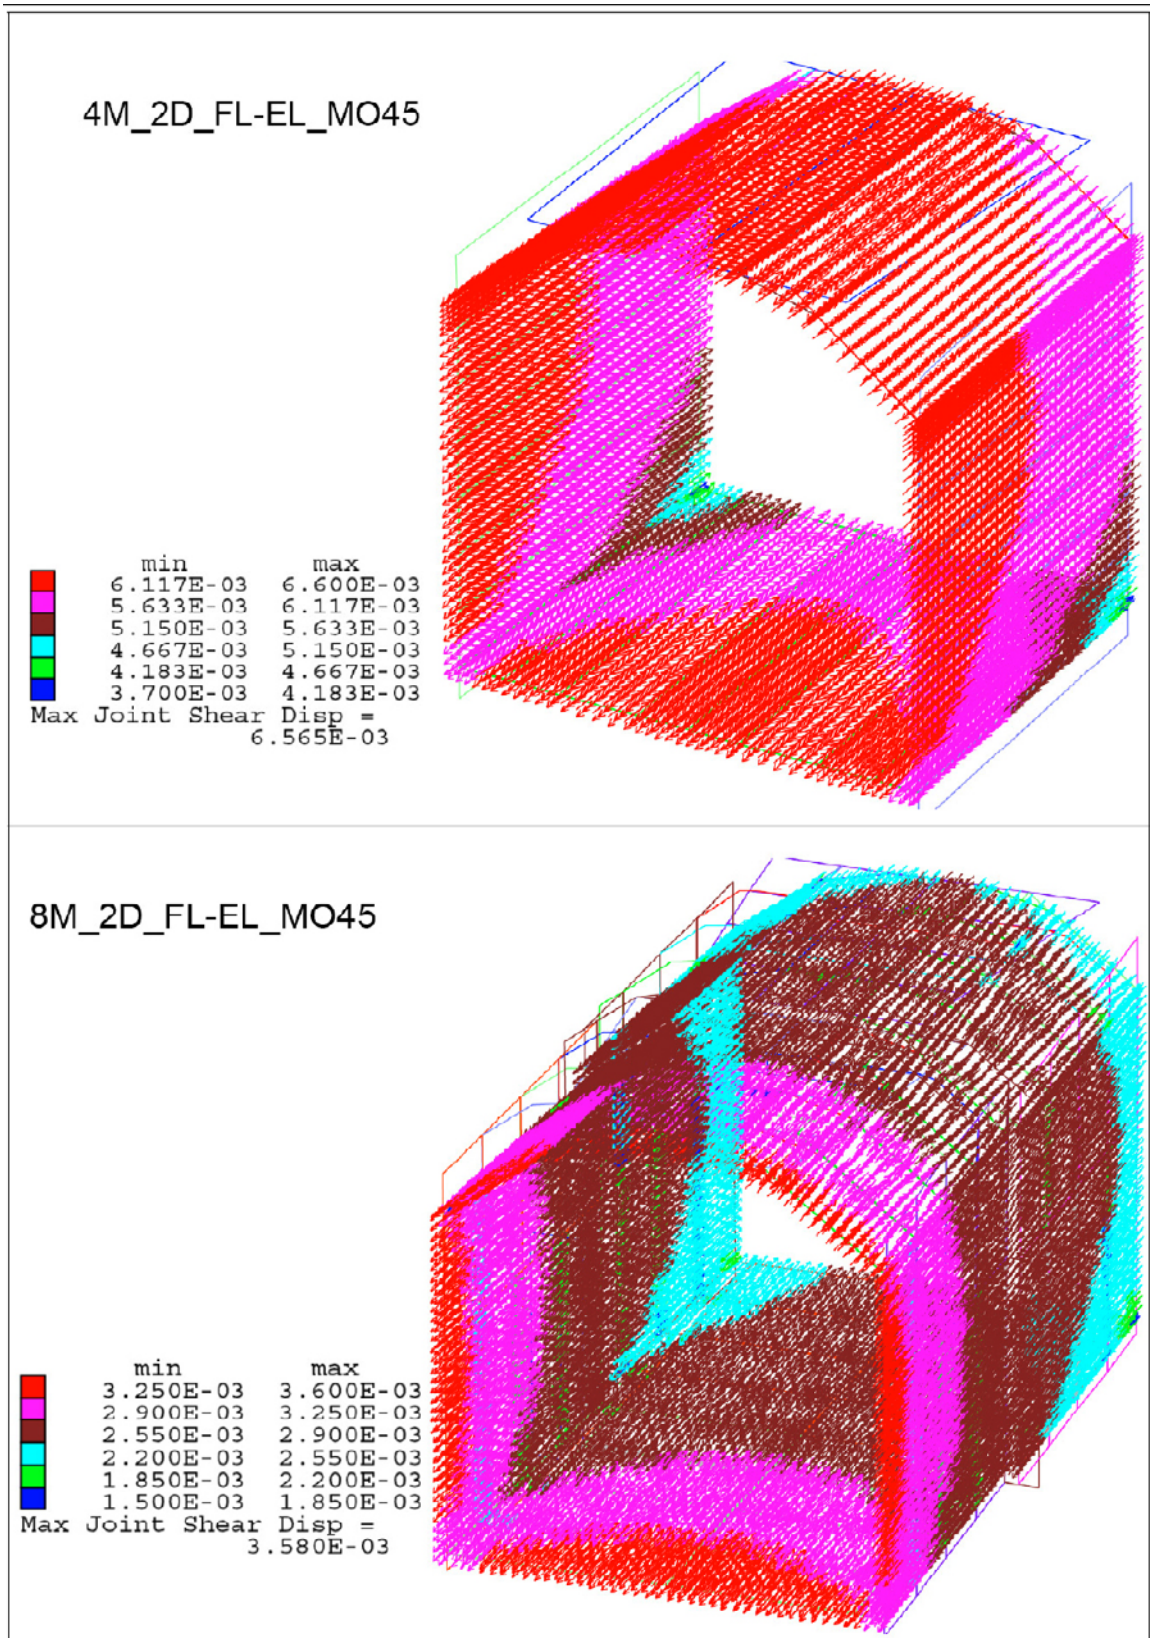 4M_2D_FL-EL_MO45
min max
6.117E-03 6.600E-03
5.633E-03 6.117E-03
5.150E-03 5.633E-03
4.667E-03 5.150E-03
4.183E-03 4.667E-03
3.700E-03 4.183E-03
Max Joint Shear Disp =
6.565E-03
8M_2D_FL-EL_MO45
min max
3.250E-03 3.600E-03
2.900E-03 3.250E-03
2.550E-03 2.900E-03
2.200E-03 2.550E-03
1.850E-03 2.200E-03
1.500E-03 1.850E-03
Max Joint Shear Disp =
3.580E-03